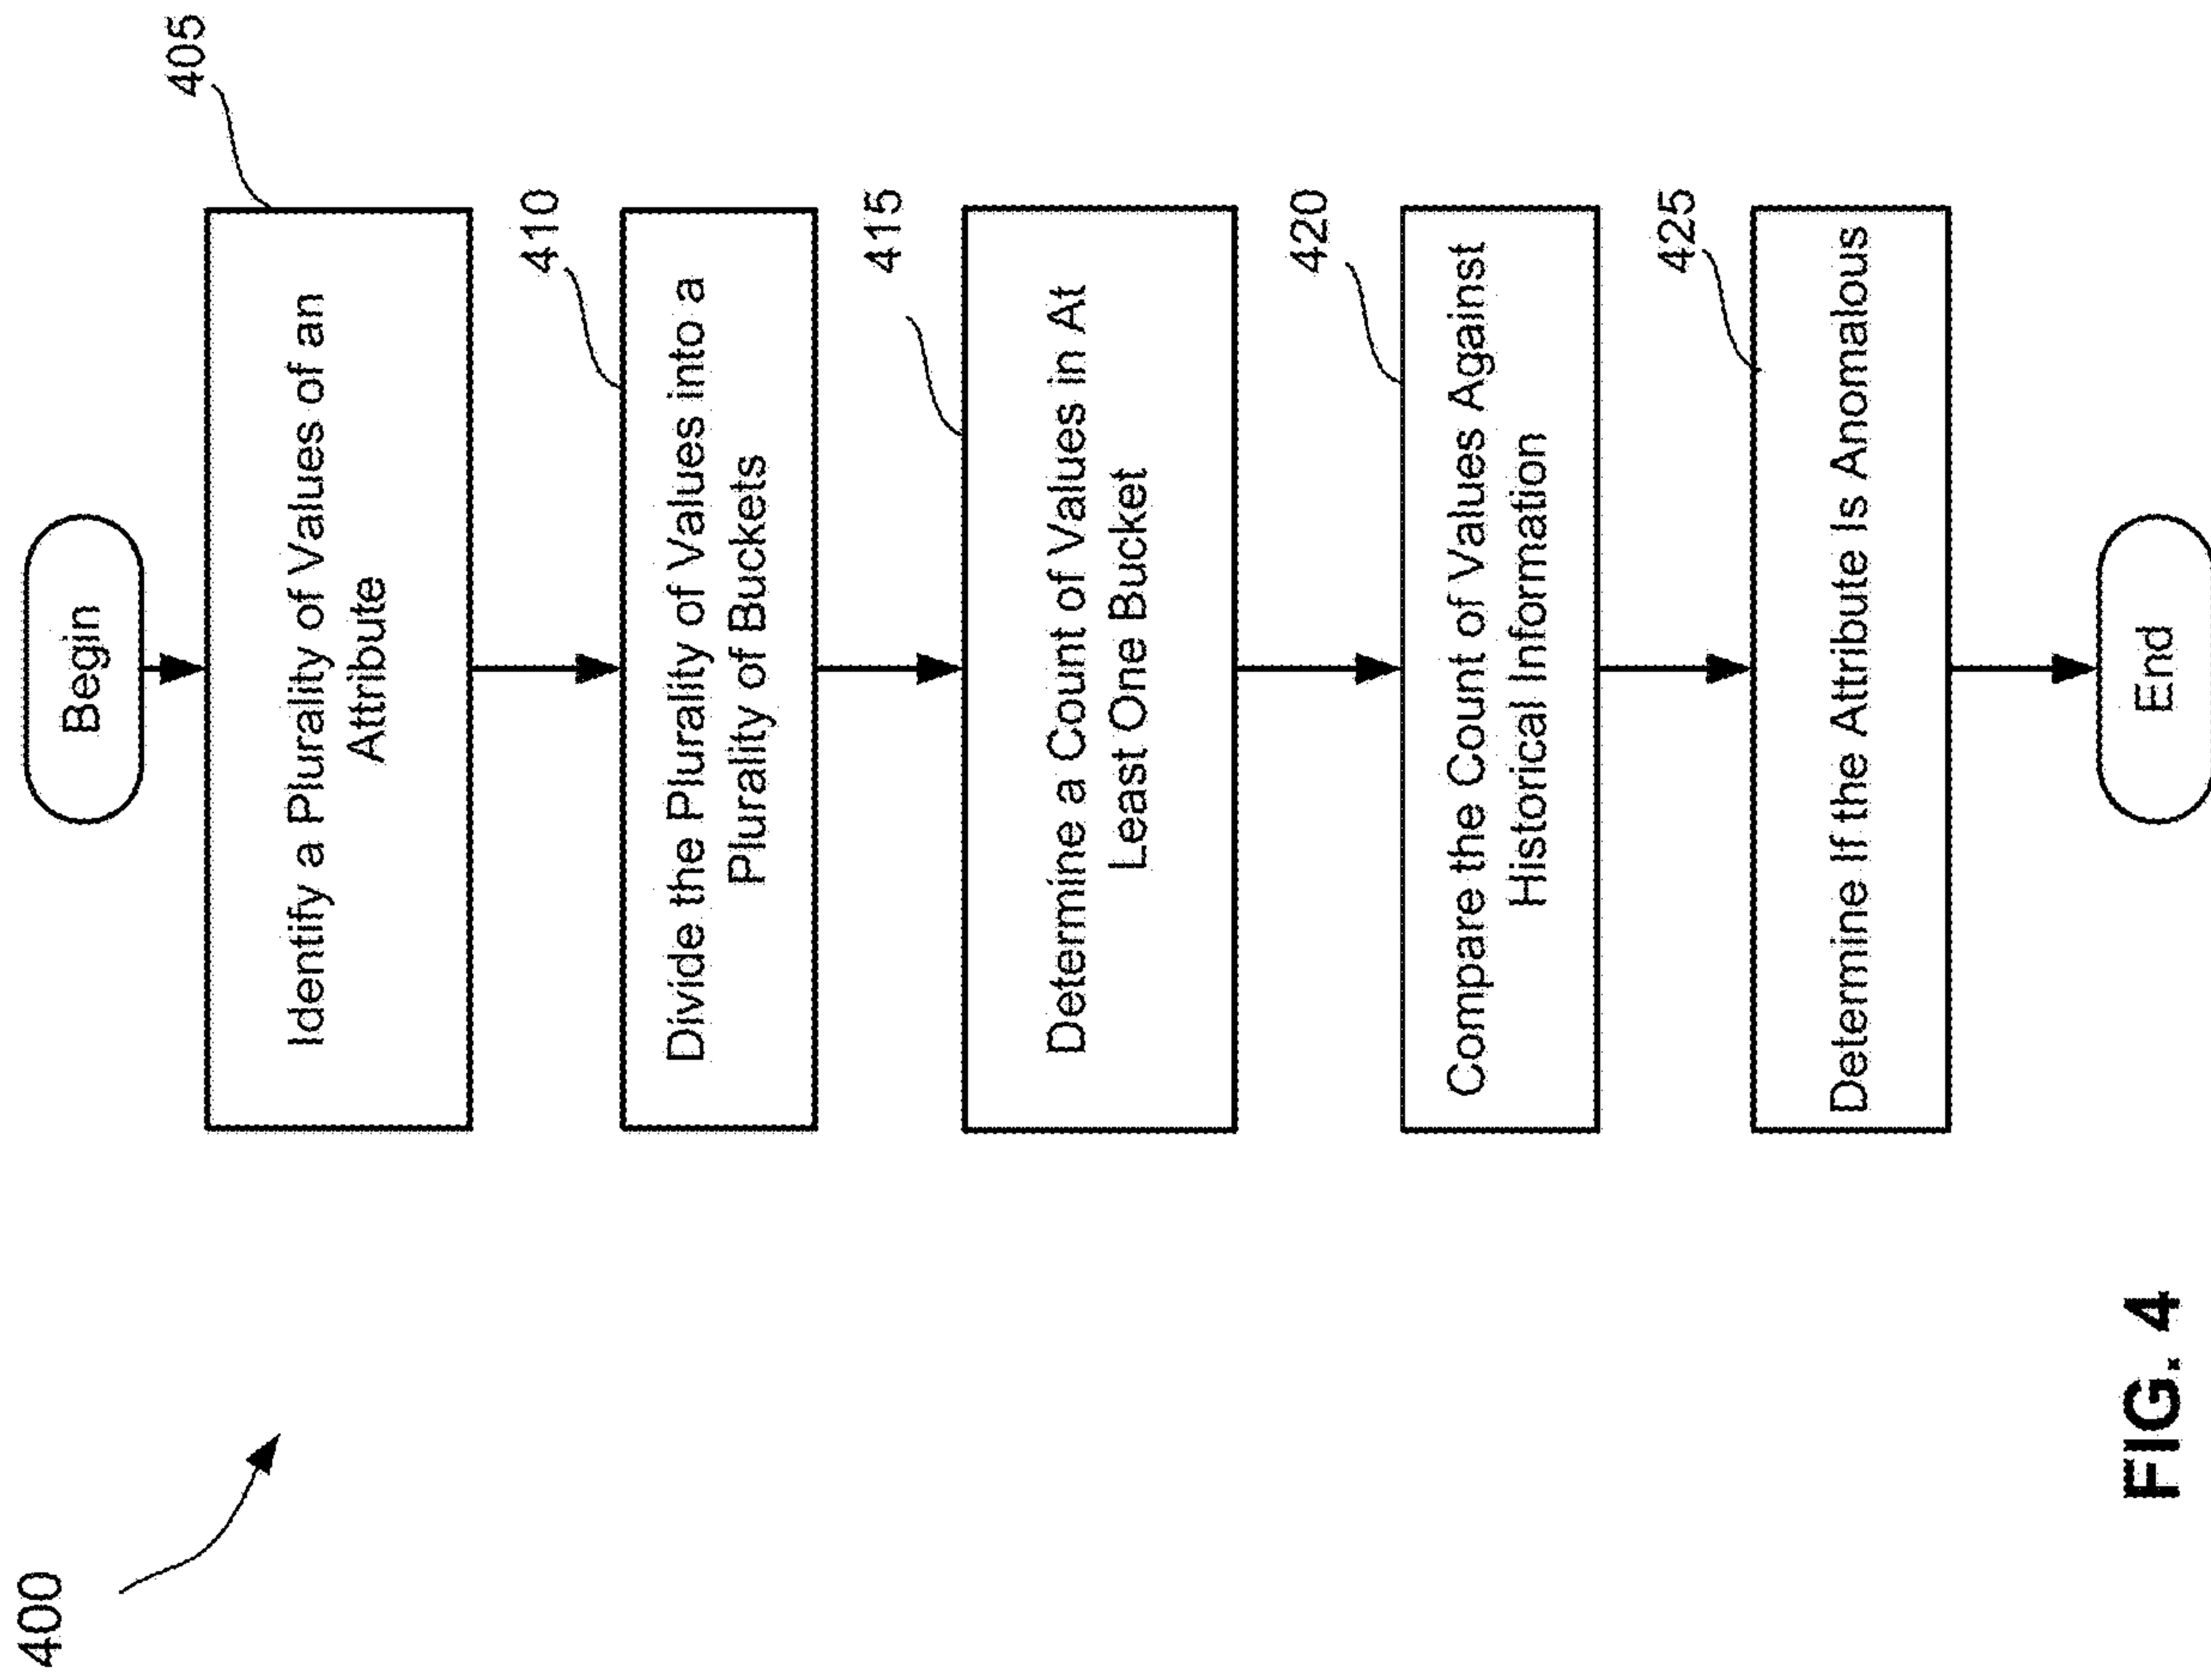 400
Begin
405
Identify a Plurality of Values of an
Attribute
410
Divide the Plurality of Values into a
Plurality of Buckets
415
Determine a Count of Values in At
Least One Bucket
420
Compare the Count of Values Against
Historical Information
425
Determine If the Attribute Is Anomalous
End
FIG. 4